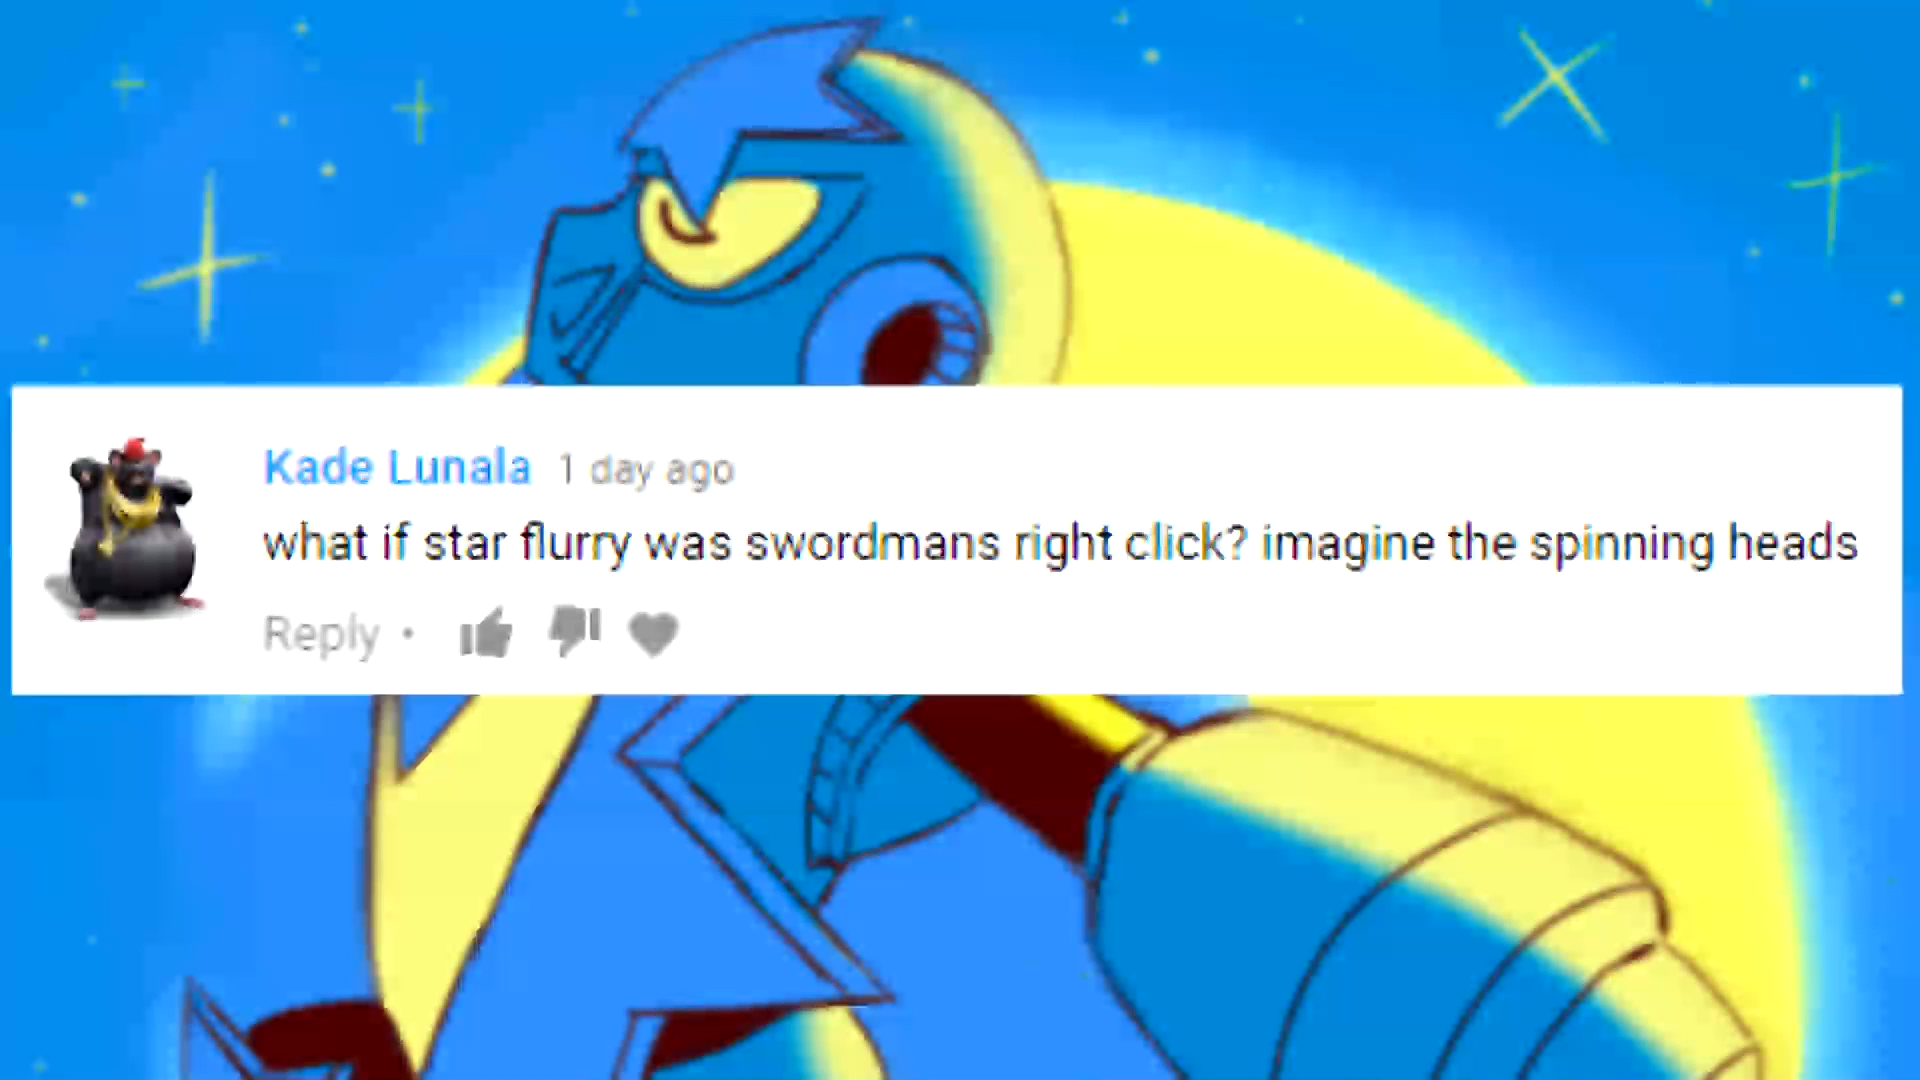 Kade Lunala 1 day ago
what if star flurry was swordmans right click? imagine the spinning heads
Reply •